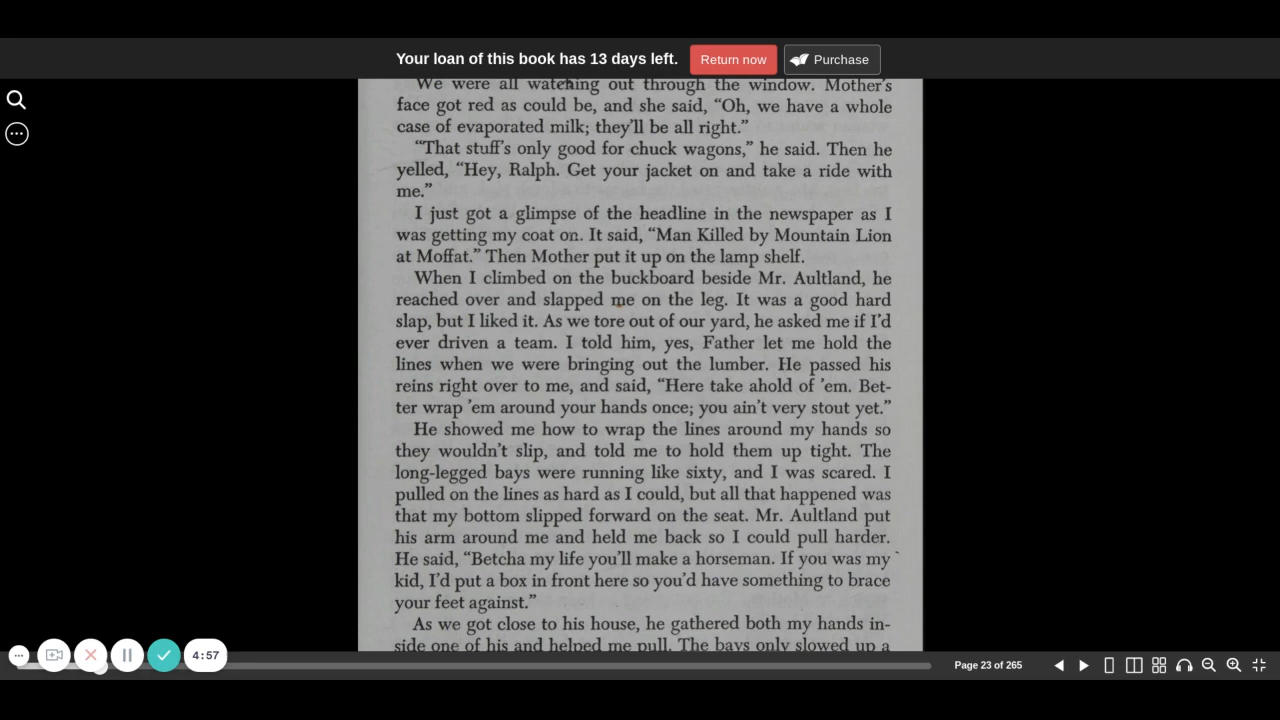 Your loan of this book has 13 days left. Return now Purchase
We were all watching out through the window. Mother's
face got red as could be, and she said, “Oh, we have a whole
case of evaporated milk; they'll be all right.”
“That stuff's only good for chuck wagons,” he said. Then he
yelled, “Hey, Ralph. Get your jacket on and take a ride with
me.”
I just got a glimpse of the headline in the newspaper as I
was getting my coat on. It said, “Man Killed by Mountain Lion
at Moffat.” Then Mother put it up on the lamp shelf.
When I climbed on the buckboard beside Mr. Aultland, he
reached over and slapped me on the leg. It was a good hard
slap, but I liked it. As we tore out of our yard, he asked me if I'd
ever driven a team. I told him, yes, Father let me hold the
lines when we were bringing out the lumber. He passed his
reins right over to me, and said, “Here take ahold of 'em. Bet-
ter wrap 'em around your hands once; you ain't very stout yet.”
He showed me how to wrap the lines around my hands so
they wouldn't slip, and told me to hold them up tight. The
long-legged bays were running like sixty, and I was scared. I
pulled on the lines as hard as I could, but all that happened was
that my bottom slipped forward on the seat. Mr. Aultland put
his arm around me and held me back so I could pull harder.
He said, “Betcha my life you'll make a horseman. If you was my
kid, I'd put a box in front here so you'd have something to brace
your feet against.”
As we got close to his house, he gathered both my hands in-
side one of his and helped me pull. The bays only slowed up a
4:57
Page 23 of 265